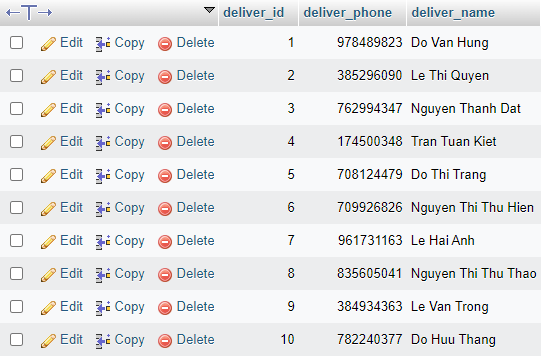 deliver_id deliver_phone deliver_name
Edit Copy Delete 1 978489823 Do Van Hung
Edit Copy Delete 2 385296090 Le Thi Quyen
Edit Copy Delete 3 762994347 Nguyen Thanh Dat
Edit Copy Delete 4 174500348 Tran Tuan Kiet
Edit Copy Delete 5 708124479 Do Thi Trang
Edit Copy Delete 6 709926826 Nguyen Thi Thu Hien
Edit Copy Delete 7 961731163 Le Hai Anh
Edit Copy Delete 8 835605041 Nguyen Thi Thu Thao
Edit Copy Delete 9 384934363 Le Van Trong
Edit Copy Delete 10 782240377 Do Huu Thang